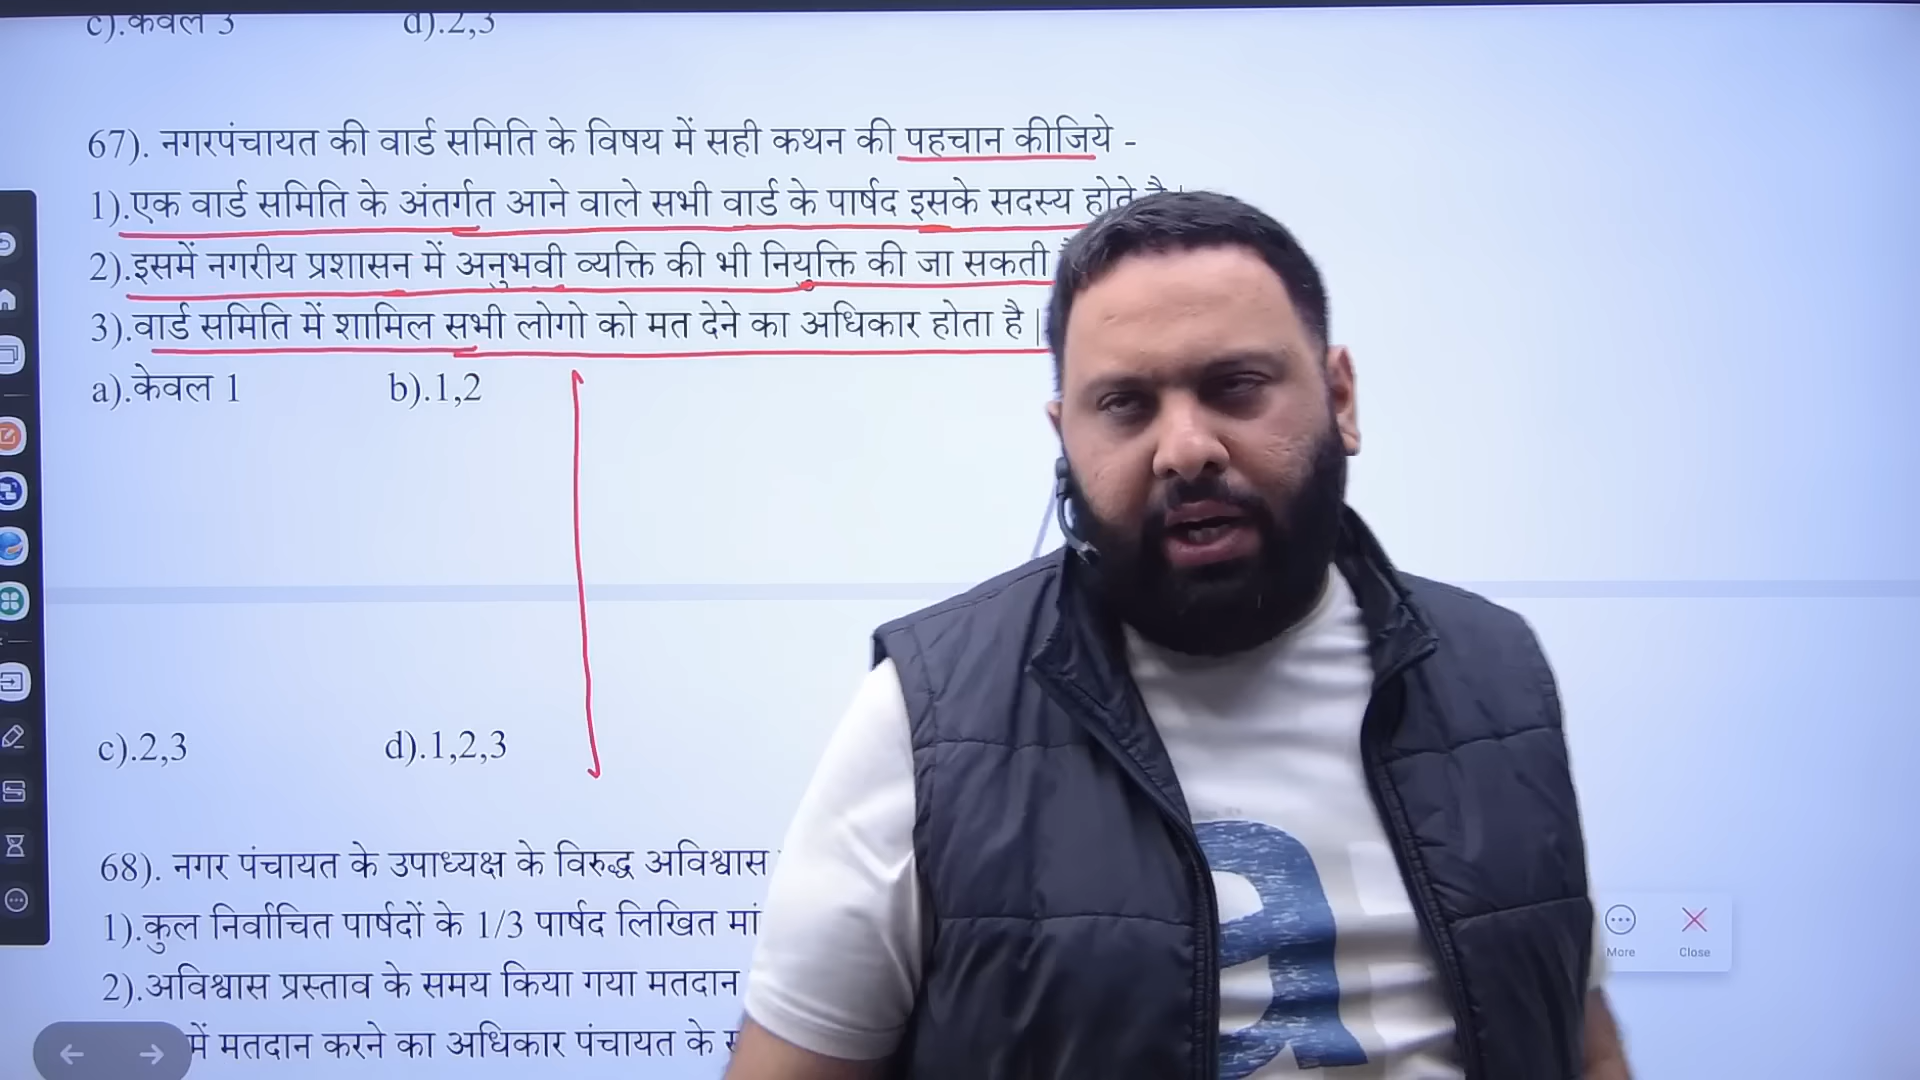 c).केवल 3 d).2,3
67). नगरपंचायत की वार्ड समिति के विषय में सही कथन की पहचान कीजिये -
1).एक वार्ड समिति के अंतर्गत आने वाले सभी वार्ड के पार्षद इसके सदस्य होते
2).इसमें नगरीय प्रशासन में अनुभवी व्यक्ति की भी नियुक्ति की जा सकती
3).वार्ड समिति में शामिल सभी लोगो को मत देने का अधिकार होता है |
a).केवल 1 b).1,2
c).2,3 d).1,2,3
68). नगर पंचायत के उपाध्यक्ष के विरुद्ध अविश्वास
1).कुल निर्वाचित पार्षदों के 1/3 पार्षद लिखित मां
2).अविश्वास प्रस्ताव के समय किया गया मतदान
में मतदान करने का अधिकार पंचायत के
More Close
a